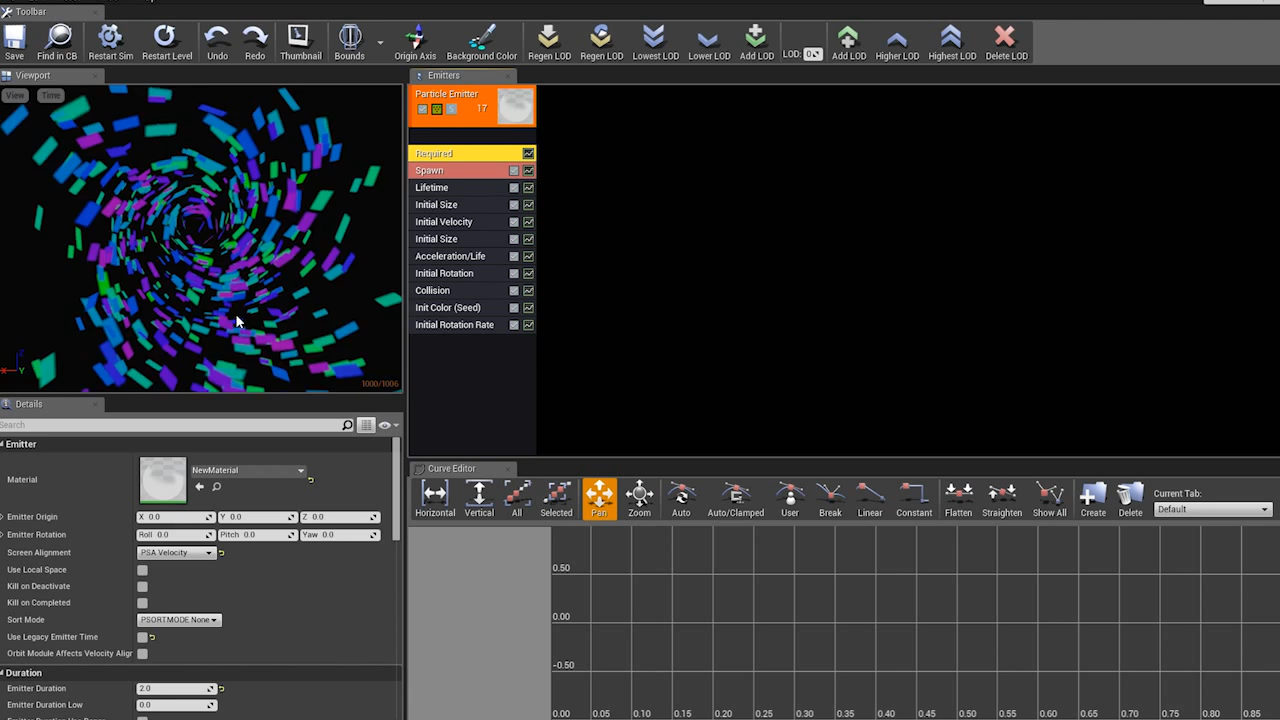 Toolbar
Save Find in CB Restart Sim Restart Level Undo Redo Thumbnail Bounds Origin Axis Background Color Regen LOD Regen LOD Lowest LOD Lower LOD Add LOD LOD: 0 Add LOD Higher LOD Highest LOD Delete LOD
Viewport
View Time
Z
X Y
1000/1006
Emitters
Particle Emitter
17
Required
Spawn
Lifetime
Initial Size
Initial Velocity
Initial Size
Acceleration/Life
Initial Rotation
Collision
Init Color (Seed)
Initial Rotation Rate
Details
Search
Emitter
Material NewMaterial
Emitter Origin X 0.0 Y 0.0 Z 0.0
Emitter Rotation Roll 0.0 Pitch 0.0 Yaw 0.0
Screen Alignment PSA Velocity
Use Local Space
Kill on Deactivate
Kill on Completed
Sort Mode PSORTMODE None
Use Legacy Emitter Time
Orbit Module Affects Velocity Aligr
Duration
Emitter Duration 2.0
Emitter Duration Low 0.0
Curve Editor
Horizontal Vertical All Selected Pan Zoom Auto Auto/Clamped User Break Linear Constant Flatten Straighten Show All Create Delete
Current Tab:
Default
0.50
0.00
-0.50
0.00 0.05 0.10 0.15 0.20 0.25 0.30 0.35 0.40 0.45 0.50 0.55 0.60 0.65 0.70 0.75 0.80 0.85